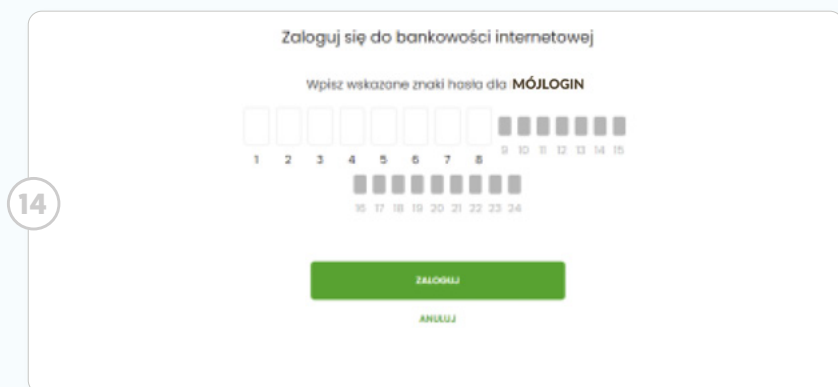 Zaloguj się do bankowości internetowej
Wpisz wskazane znaki hasła dla MÓJLOGIN
1 2 3 4 5 6 7 8 9 10 11 12 13 14 15
16 17 18 19 20 21 22 23 24
14
ZALOGUJ
ANULUJ